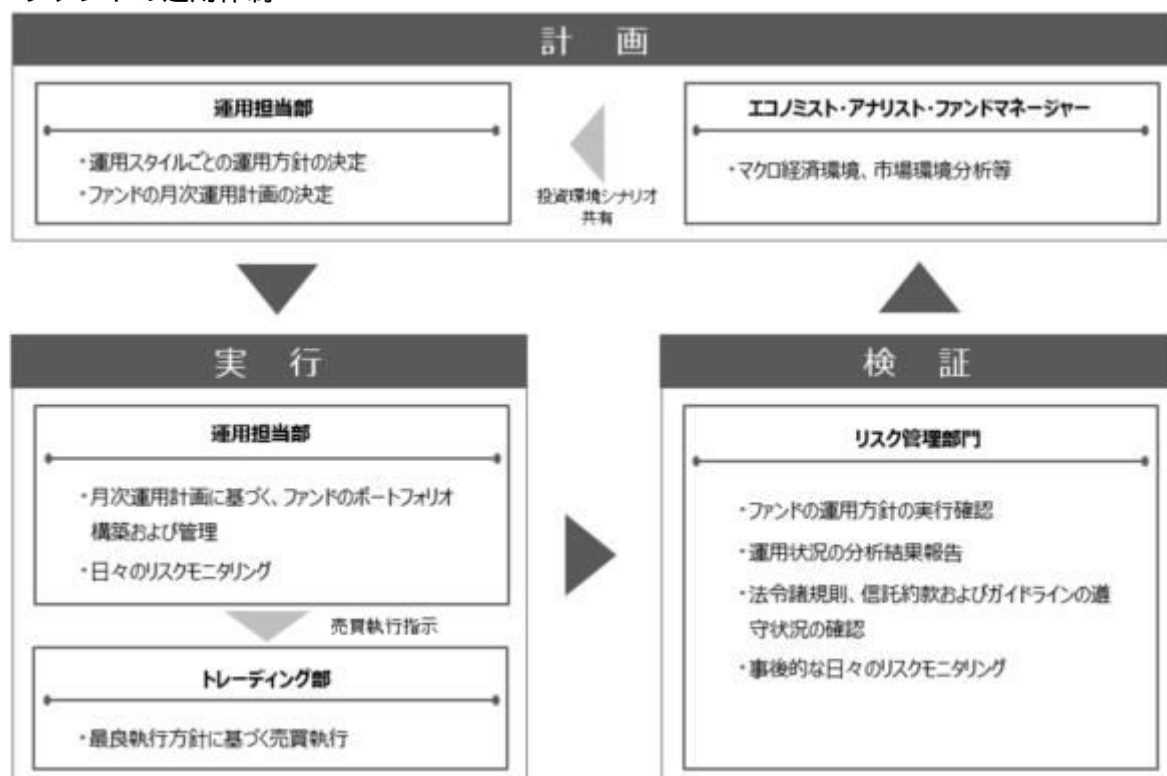 計 画
運用担当部
・運用スタイルごとの運用方針の決定
・ファンドの月次運用計画の決定
投資環境シナリオ
共有
エコノミスト・アナリスト・ファンドマネージャー
・マクロ経済環境、市場環境分析等
実 行
運用担当部
・月次運用計画に基づく、ファンドのポートフォリオ
構築および管理
・日々のリスクモニタリング
売買執行指示
トレーディング部
・最良執行方針に基づく売買執行
検 証
リスク管理部門
・ファンドの運用方針の実行確認
・運用状況の分析結果報告
・法令諸規則、信託約款およびガイドラインの遵
守状況の確認
・事後的な日々のリスクモニタリング